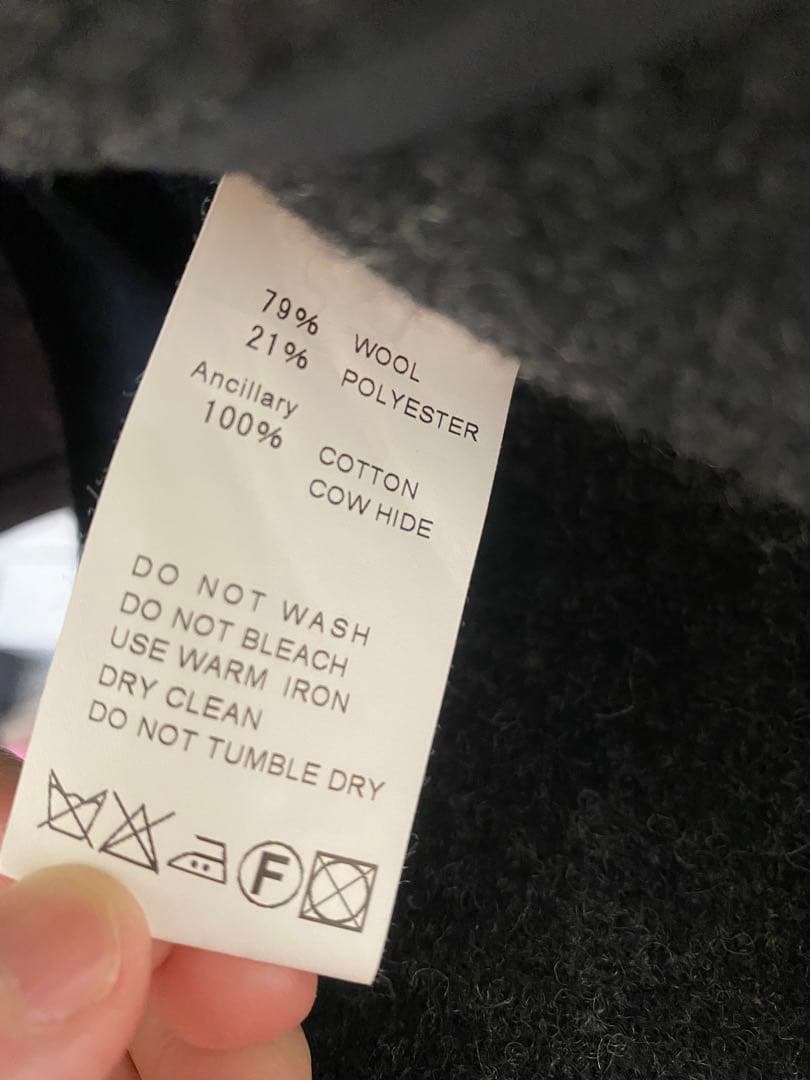 79% WOOL
21% POLYESTER
Ancillary
100% COTTON
COW HIDE
DO NOT WASH
DO NOT BLEACH
USE WARM IRON
DRY CLEAN
DO NOT TUMBLE DRY
F